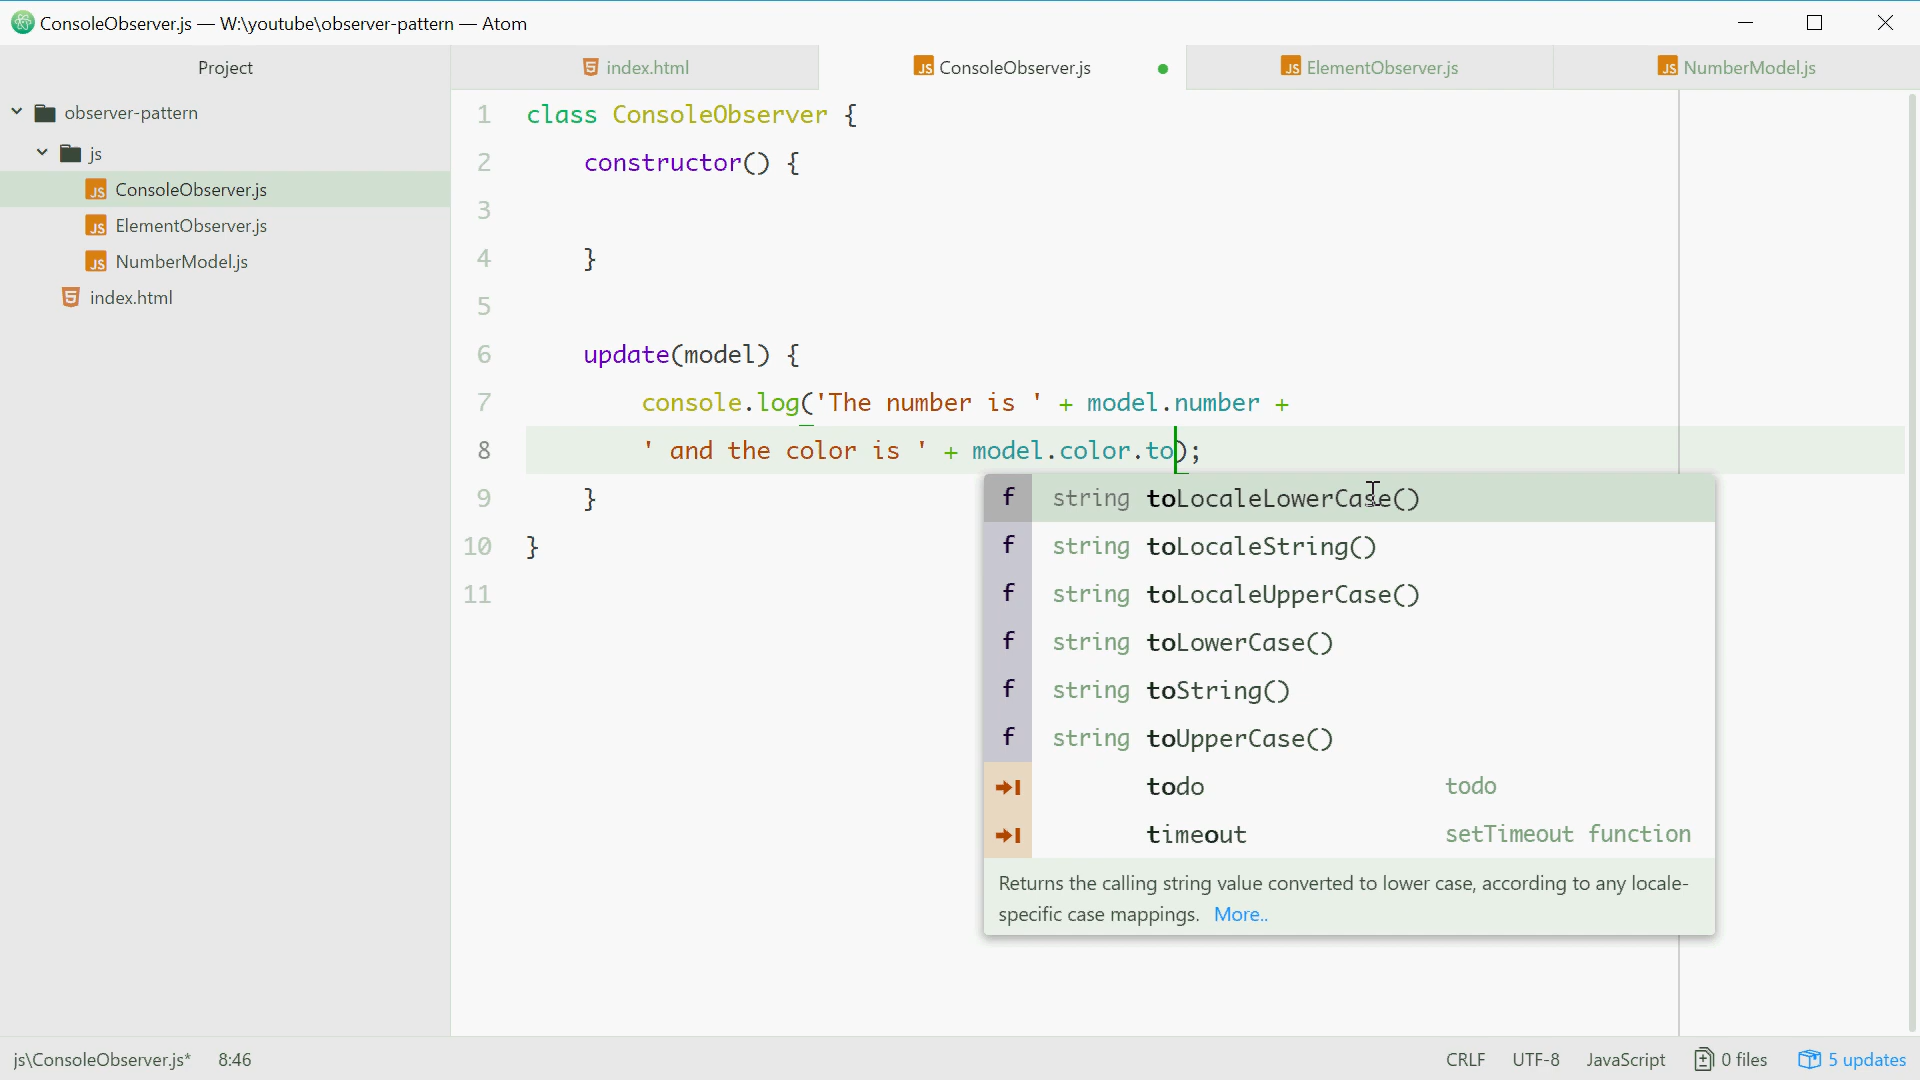 ConsoleObserver.js — W:\youtube\observer-pattern — Atom
Project
index.html
ConsoleObserver.js
ElementObserver.js
NumberModel.js
observer-pattern
js
ConsoleObserver.js
ElementObserver.js
NumberModel.js
index.html
1 class ConsoleObserver {
2 constructor() {
3
4 }
5
6 update(model) {
7 console.log('The number is ' + model.number +
8 ' and the color is ' + model.color.to);
9 }
10 }
11
f string toLocaleLowerCase()
f string toLocaleString()
f string toLocaleUpperCase()
f string toLowerCase()
f string toString()
f string toUpperCase()
todo todo
timeout setTimeout function
Returns the calling string value converted to lower case, according to any locale-
specific case mappings. More..
js\ConsoleObserver.js* 8:46 CRLF UTF-8 JavaScript 0 files 5 updates